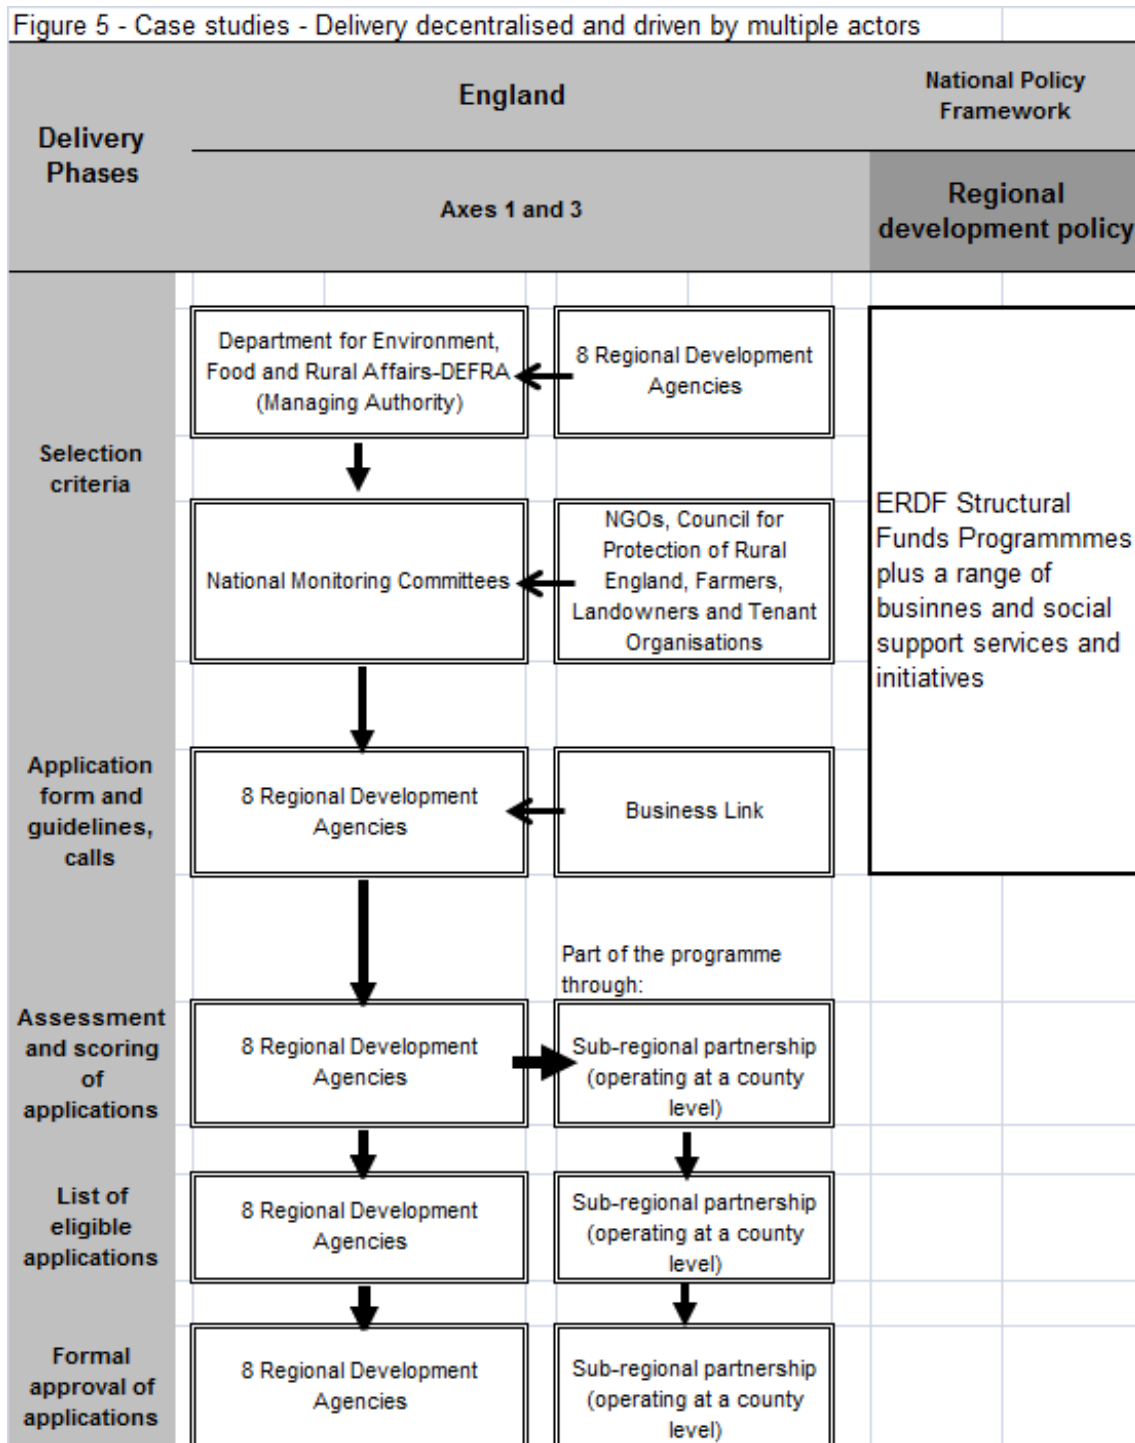 Figure 5 - Case studies - Delivery decentralised and driven by multiple actors
Delivery
Phases
England
National Policy
Framework
Axes 1 and 3
Regional
development policy
Selection
criteria
Department for Environment,
Food and Rural Affairs-DEFRA
(Managing Authority)
8 Regional Development
Agencies
National Monitoring Committees
NGOs, Council for
Protection of Rural
England, Farmers,
Landowners and Tenant
Organisations
ERDF Structural
Funds Programmmes
plus a range of
businnes and social
support services and
initiatives
Application
form and
guidelines,
calls
8 Regional Development
Agencies
Business Link
Part of the programme
through:
Assessment
and scoring
of
applications
8 Regional Development
Agencies
Sub-regional partnership
(operating at a county
level)
List of
eligible
applications
8 Regional Development
Agencies
Sub-regional partnership
(operating at a county
level)
Formal
approval of
applications
8 Regional Development
Agencies
Sub-regional partnership
(operating at a county
level)